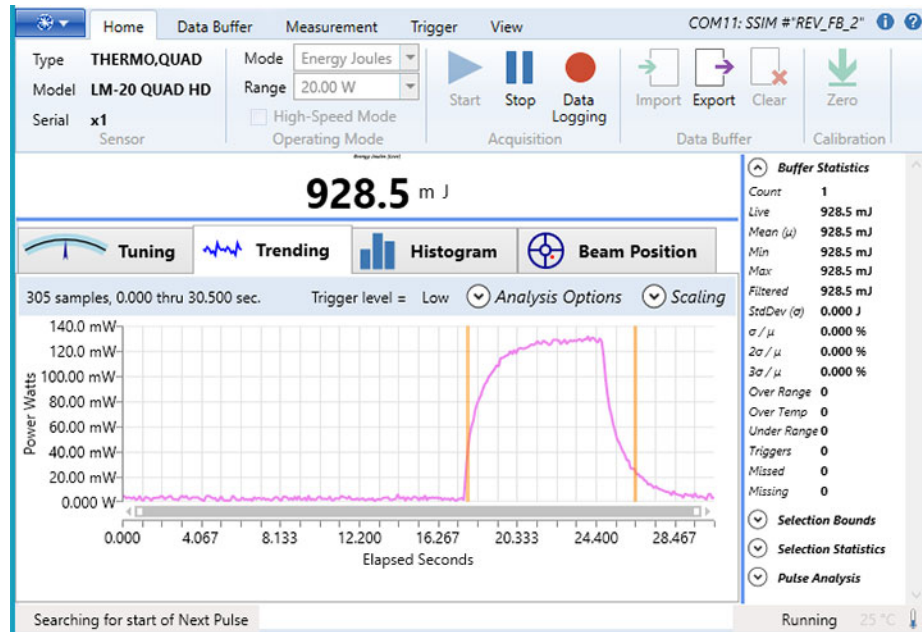 Home Data Buffer Measurement Trigger View COM11: SSIM #"REV_FB_2"
Type THERMO,QUAD
Model LM-20 QUAD HD
Serial x1
Sensor
Mode Energy Joules
Range 20.00 W
High-Speed Mode
Operating Mode
Start Stop Data Logging
Acquisition
Import Export Clear
Data Buffer
Zero
Calibration
Energy Joules (Live)
928.5 m J
Tuning Trending Histogram Beam Position
305 samples, 0.000 thru 30.500 sec. Trigger level = Low Analysis Options Scaling
Power Watts
140.0 mW
120.0 mW
100.00 mW
80.00 mW
60.00 mW
40.00 mW
20.00 mW
0.000 W
0.000 4.067 8.133 12.200 16.267 20.333 24.400 28.467
Elapsed Seconds
Buffer Statistics
Count 1
Live 928.5 mJ
Mean (μ) 928.5 mJ
Min 928.5 mJ
Max 928.5 mJ
Filtered 928.5 mJ
StdDev (σ) 0.000 J
σ / μ 0.000 %
2σ / μ 0.000 %
3σ / μ 0.000 %
Over Range 0
Over Temp 0
Under Range 0
Triggers 0
Missed 0
Missing 0
Selection Bounds
Selection Statistics
Pulse Analysis
Searching for start of Next Pulse Running 25 °C